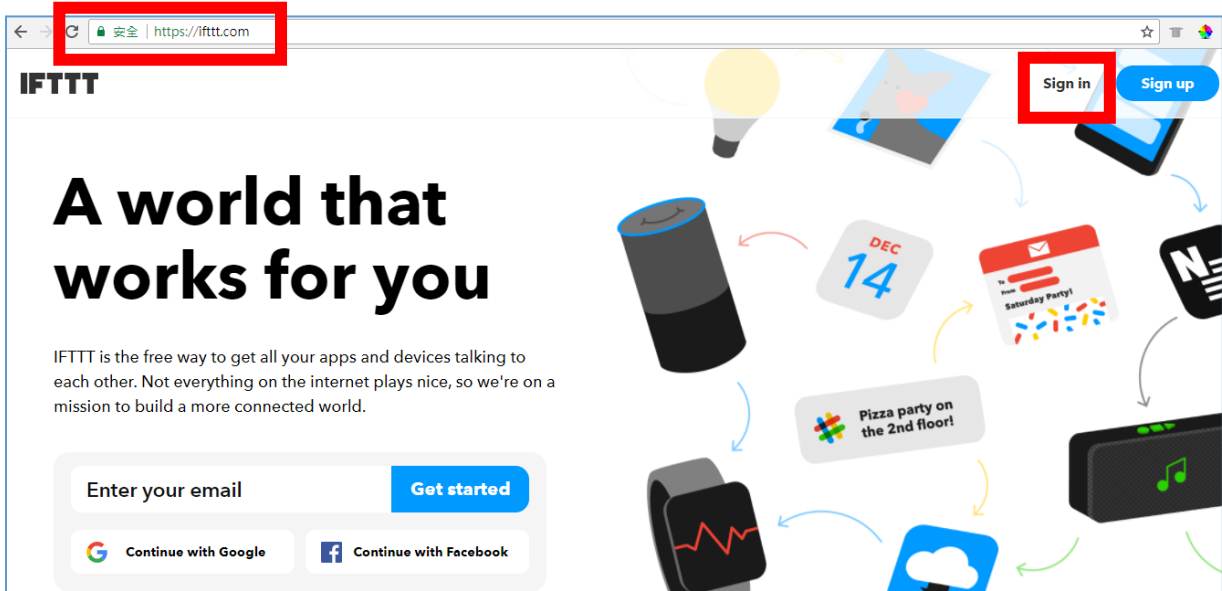 安全 | https://ifttt.com
IFTTT
Sign in
Sign up
A world that
works for you
IFTTT is the free way to get all your apps and devices talking to
each other. Not everything on the internet plays nice, so we're on a
mission to build a more connected world.
Enter your email
Get started
Continue with Google
Continue with Facebook
DEC
14
To
From
Saturday Party!
N
Pizza party on
the 2nd floor!